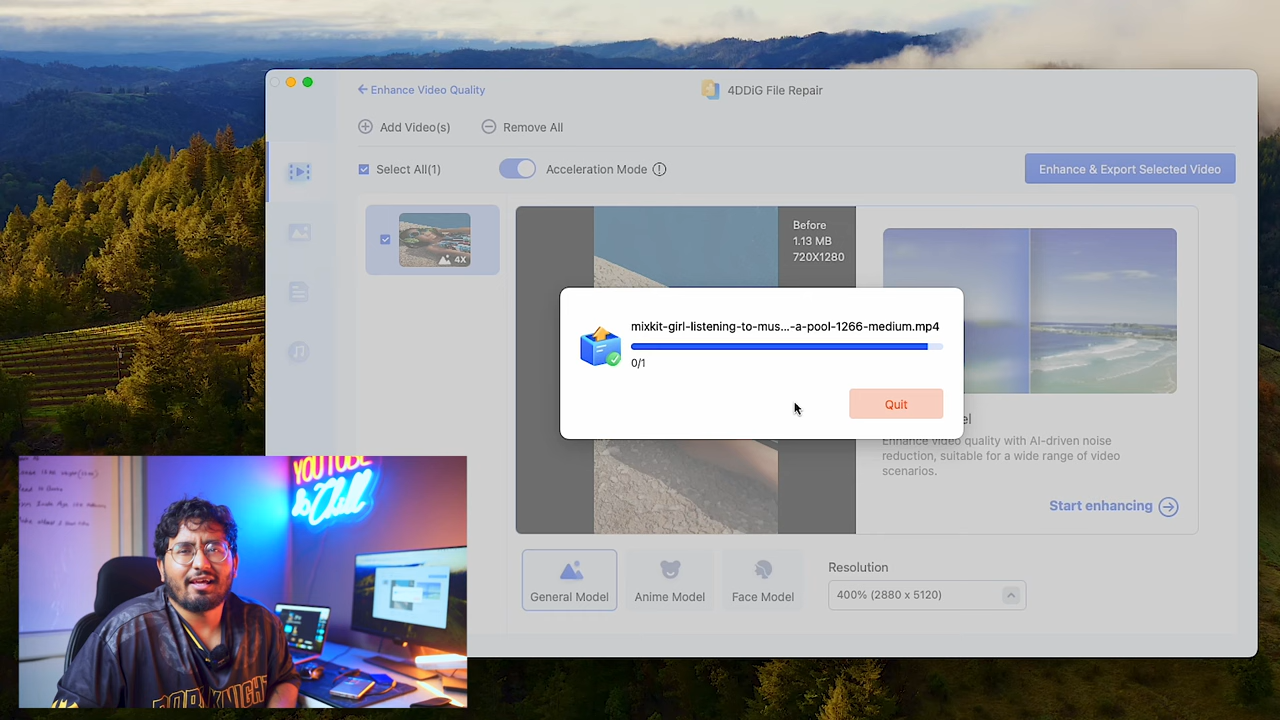 Enhance Video Quality
4DDiG File Repair
Add Video(s)
Remove All
Select All(1)
Acceleration Mode
Enhance & Export Selected Video
4X
Before
1.13 MB
720X1280
mixkit-girl-listening-to-mus...-a-pool-1266-medium.mp4
0/1
Quit
el
Enhance video quality with AI-driven noise
reduction, suitable for a wide range of video
scenarios.
Start enhancing
General Model
Anime Model
Face Model
Resolution
400% (2880 x 5120)
YOUTUBE
& Chill